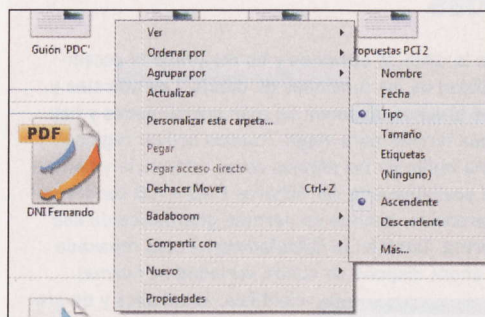 Guión 'PDC'
ropuestas PCI 2
PDF
DNI Fernando
Ver
Ordenar por
Agrupar por
Actualizar
Personalizar esta carpeta...
Pegar
Pegar acceso directo
Deshacer Mover Ctrl+Z
Badaboom
Compartir con
Nuevo
Propiedades
Nombre
Fecha
Tipo
Tamaño
Etiquetas
(Ninguno)
Ascendente
Descendente
Más...